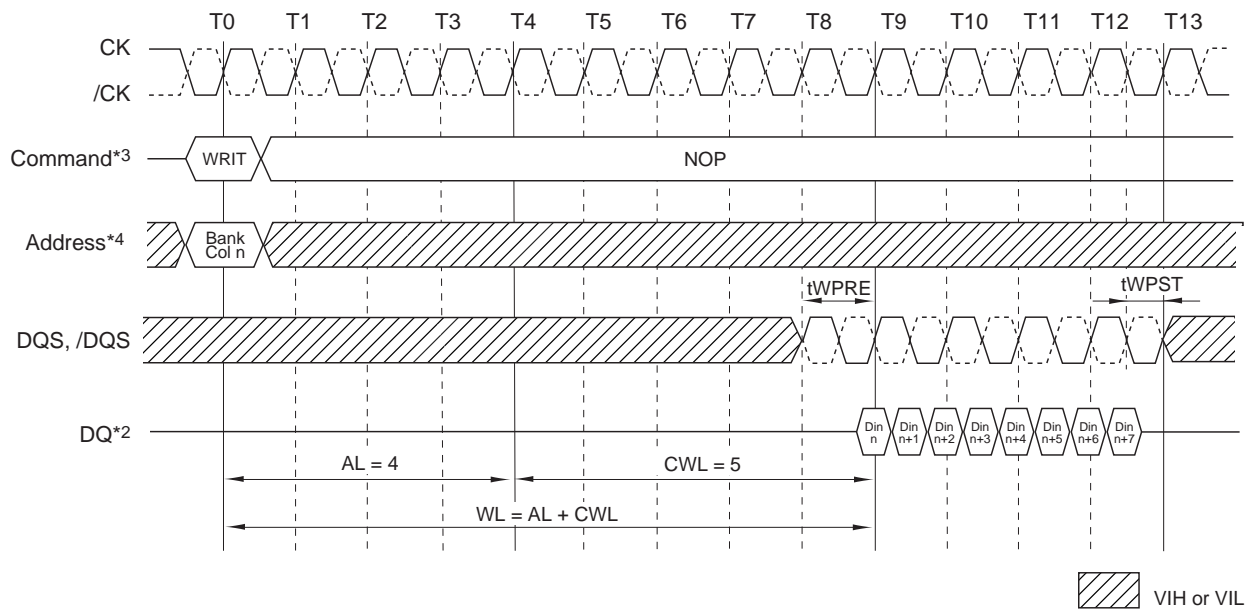 T0 T1 T2 T3 T4 T5 T6 T7 T8 T9 T10 T11 T12 T13
CK
/CK
Command*3
WRIT
NOP
Address*4
Bank
Col n
tWPRE
tWPST
DQS, /DQS
DQ*2
Din n
Din n+1
Din n+2
Din n+3
Din n+4
Din n+5
Din n+6
Din n+7
AL = 4
CWL = 5
WL = AL + CWL
VIH or VIL